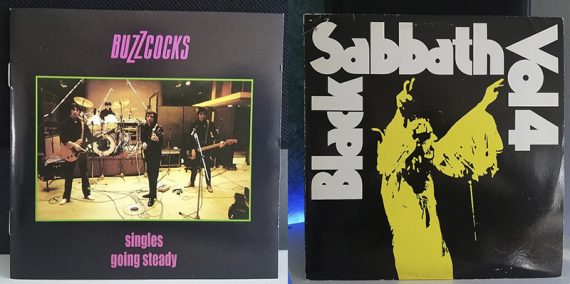 BUZZCOCKS
singles
going steady
Black
Sabbath
Vol 4